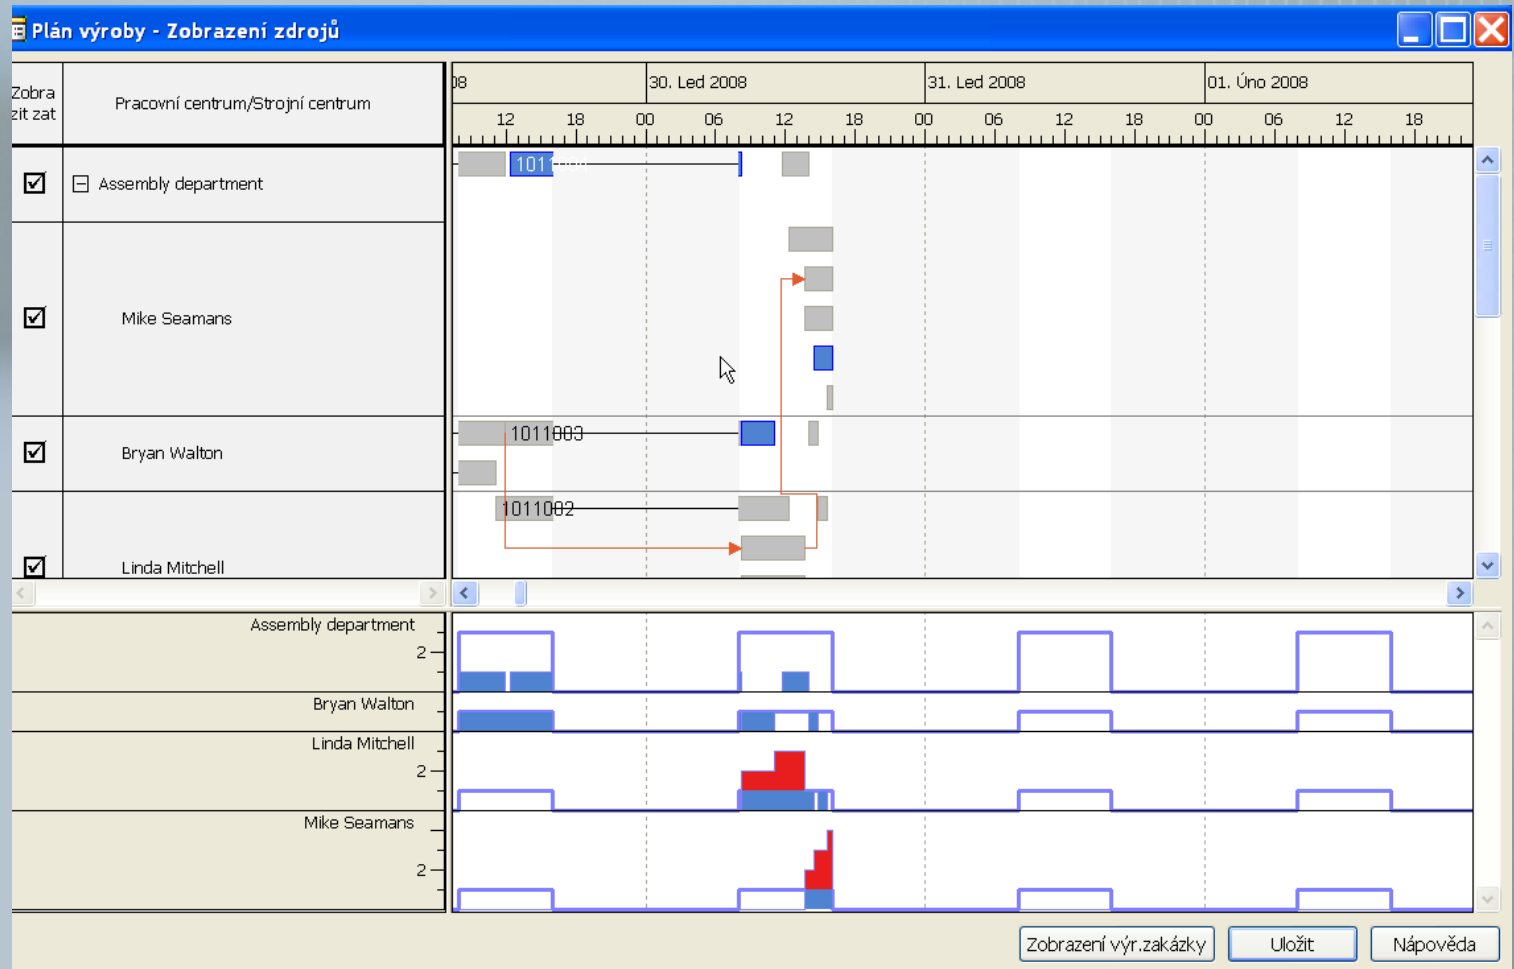 Plán výroby - Zobrazení zdrojů
Zobra
zit zat
Pracovní centrum/Strojní centrum
08 30. Led 2008 31. Led 2008 01. Úno 2008
12 18 00 06 12 18 00 06 12 18 00 06 12 18
Assembly department
1011004
Mike Seamans
Bryan Walton
1011003
1011002
Linda Mitchell
Assembly department
2
Bryan Walton
Linda Mitchell
2
Mike Seamans
2
Zobrazení výr.zakázky Uložit Nápověda